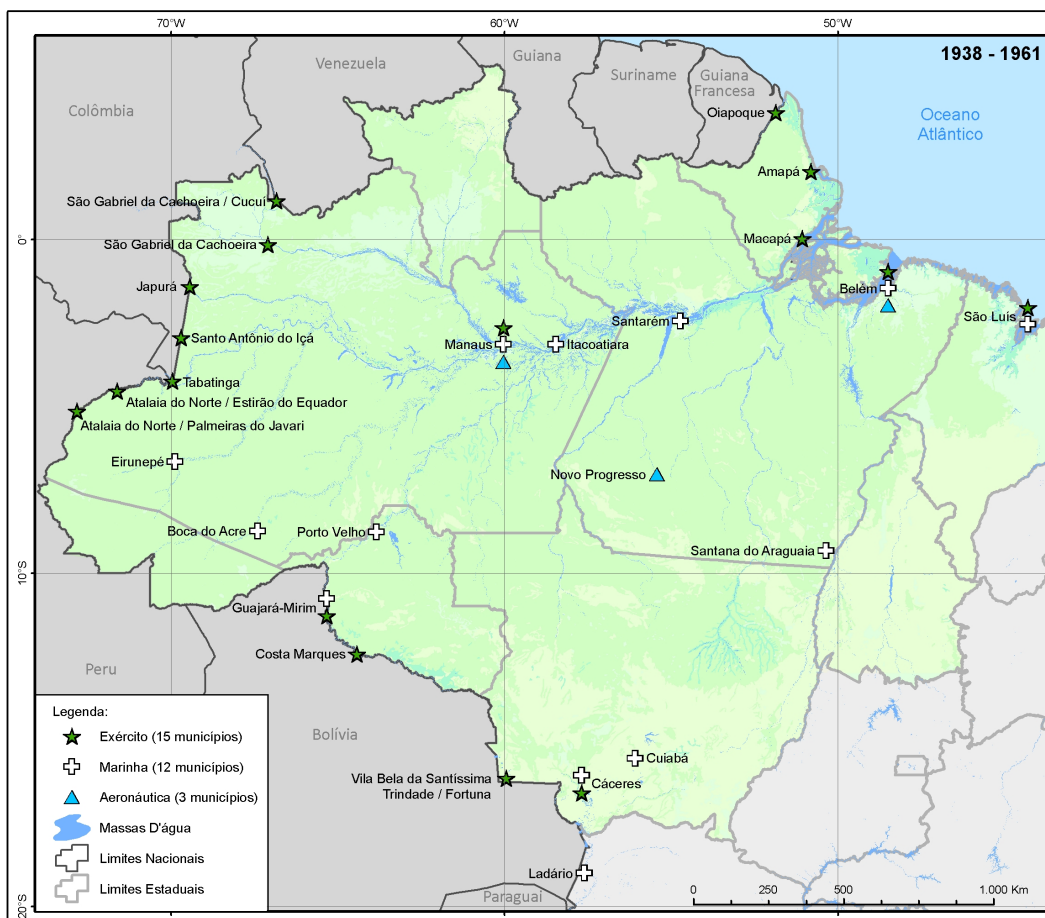 70°W
60°W
50°W
1938 - 1961
Venezuela
Guiana
Suriname
Guiana
Francesa
Colômbia
Oceano
Atlântico
Oiapoque
Amapá
São Gabriel da Cachoeira / Cucuí
Macapá
0°
São Gabriel da Cachoeira
Japurá
Belém
São Luis
Santarém
Santo Antônio do Içá
Manaus
Itacoatiara
Tabatinga
Atalaia do Norte / Estirão do Equador
Atalaia do Norte / Palmeiras do Javari
Eirunepé
Novo Progresso
Boca do Acre
Porto Velho
Santana do Araguaia
10°S
Guajará-Mirim
Costa Marques
Peru
Bolívia
Legenda:
Exército (15 municípios)
Marinha (12 municípios)
Aeronáutica (3 municípios)
Massas D'água
Limites Nacionais
Limites Estaduais
Cuiabá
Vila Bela da Santíssima
Trindade / Fortuna
Cáceres
Ladário
Paraguai
0
250
500
1.000 Km
20°S